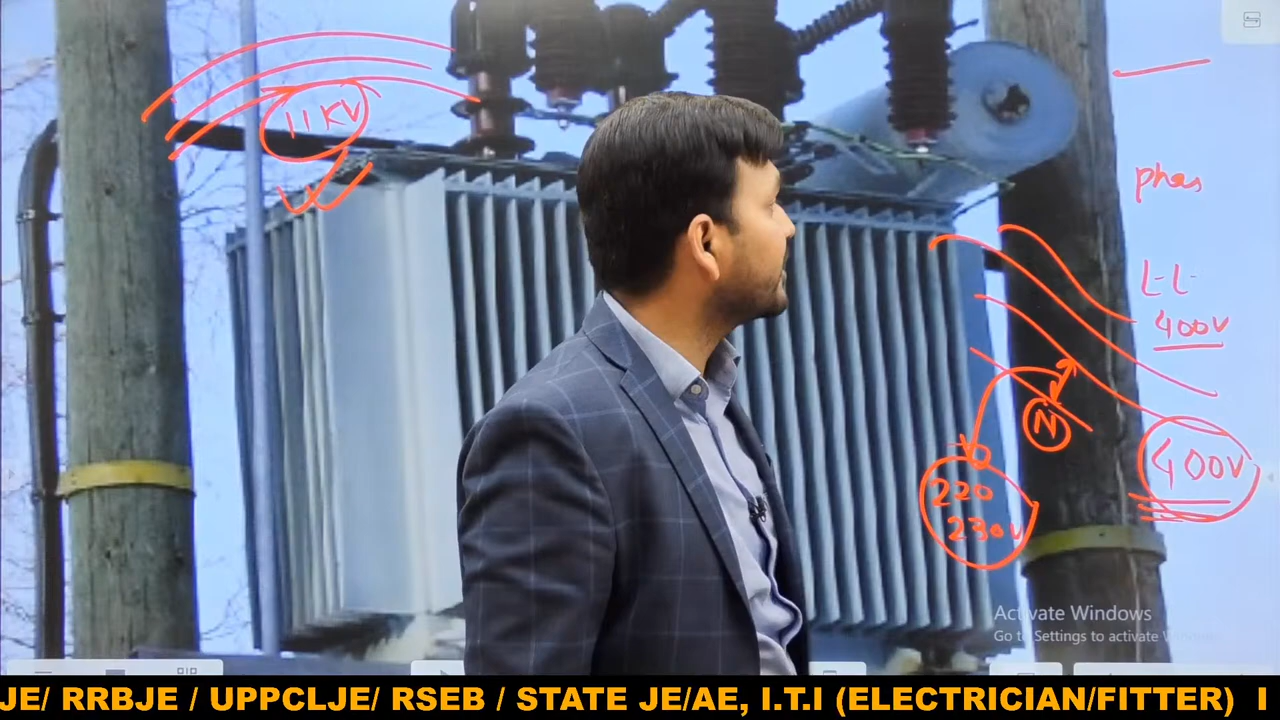 11 KV
phas
L-L-
400V
N
400V
220
230V
Activate Windows
Go to Settings to activate Windows.
JE/ RRBJE / UPPCLJE/ RSEB / STATE JE/AE, I.T.I (ELECTRICIAN/FITTER) I